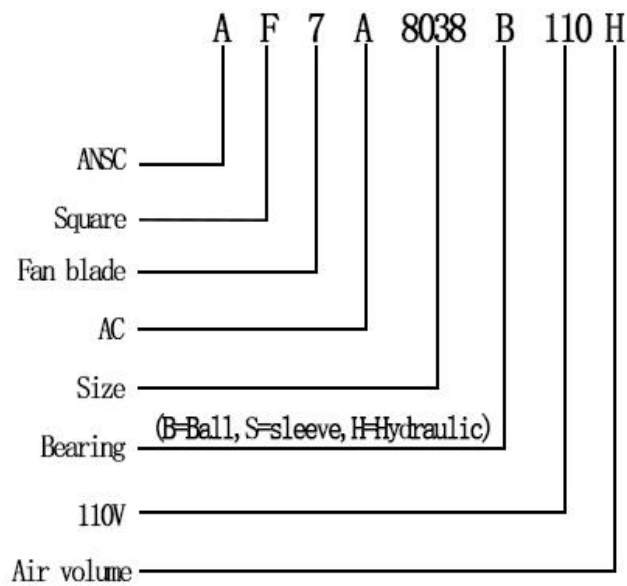 A F 7 A 8038 B 110 H
ANSC
Square
Fan blade
AC
Size
(B=Ball, S=sleeve, H=Hydraulic)
Bearing
110V
Air volume